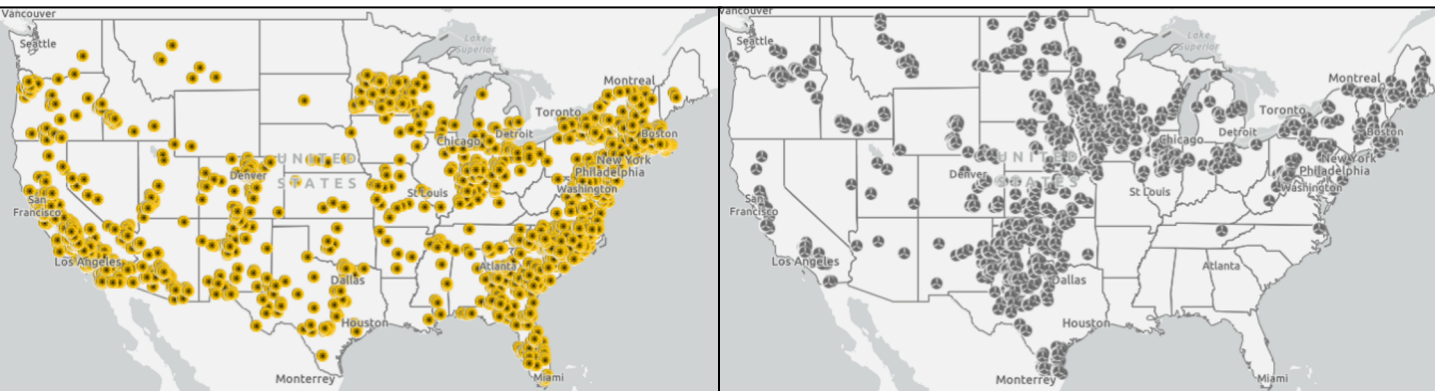 Vancouver
Seattle
Lake
Superior
Montreal
Toronto
Detroit
Boston
Chicago
New York
UNITED
Philadelphia
Denver
STATES
St Louis
Washington
San
Francisco
Los Angeles
Atlanta
Dallas
Houston
Monterrey
Miami
Vancouver
Seattle
Lake
Superior
Montreal
Toronto
Detroit
Boston
Chicago
New York
UNITED
Philadelphia
Denver
STATES
St Louis
Washington
San
Francisco
Los Angeles
Atlanta
Dallas
Houston
Monterrey
Miami